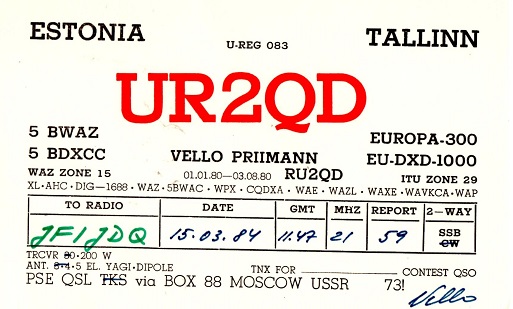 ESTONIA U-REG 083 TALLINN
UR2QD
5 BWAZ EUROPA-300
5 BDXCC VELLO PRIIMANN RU2QD EU-DXD-1000
WAZ ZONE 15 01.01.80—03.08.80 ITU ZONE 29
XL·AHC·DIG—1688·WAZ·5BWAC·WPX·CQDXA·WAE·WAZL·WAXE·WAVKCA·WAP
TO RADIO DATE GMT MHZ REPORT 2-WAY
JF1JDQ 15.03.84 11.47 21 59 SSB
CW
TRCVR 80·200 W
ANT. 3-4-5 EL. YAGI·DIPOLE TNX FOR CONTEST QSO
PSE QSL TKS via BOX 88 MOSCOW USSR 73!
Vello